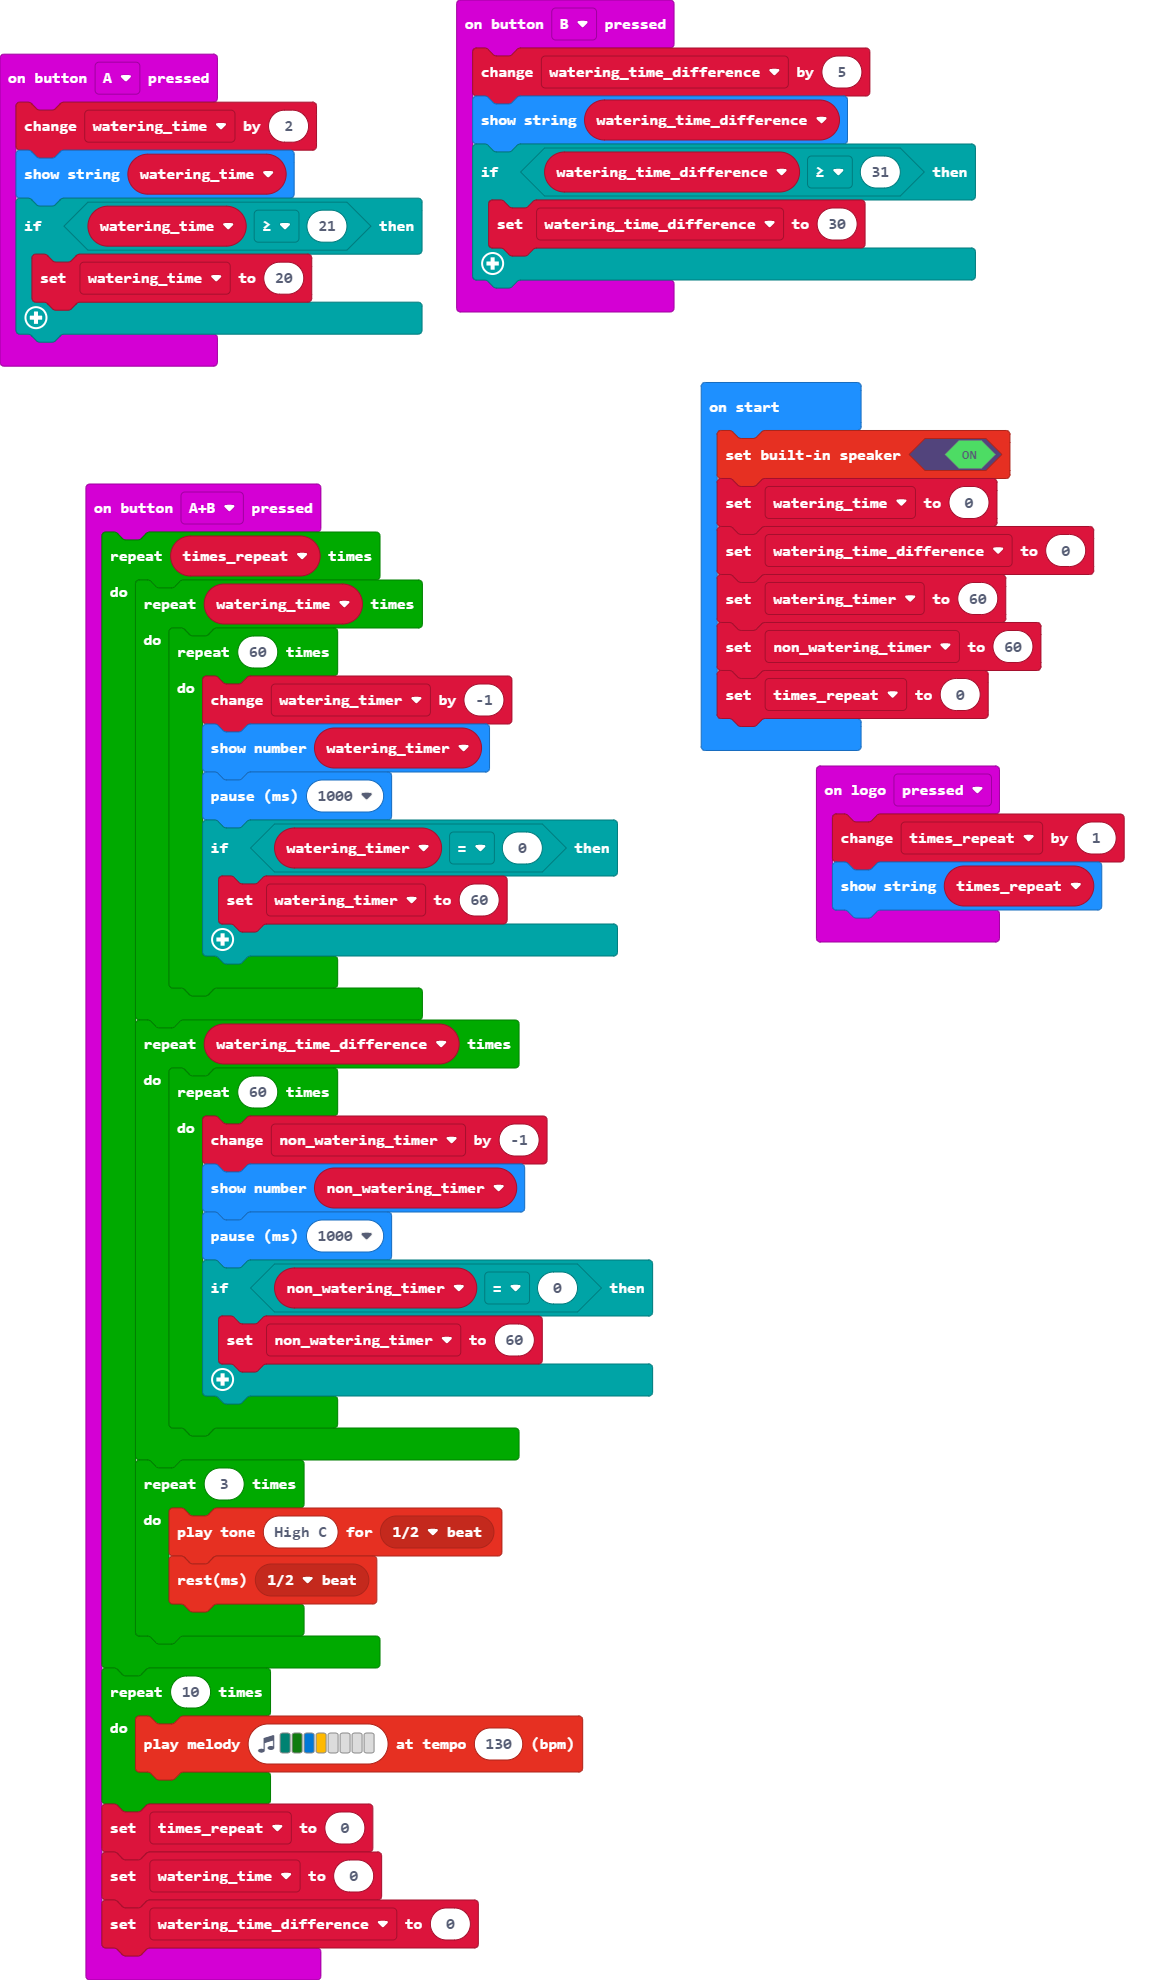 on button A pressed
change watering_time by 2
show string watering_time
if watering_time ≥ 21 then
set watering_time to 20
on button B pressed
change watering_time_difference by 5
show string watering_time_difference
if watering_time_difference ≥ 31 then
set watering_time_difference to 30
on start
set built-in speaker ON
set watering_time to 0
set watering_time_difference to 0
set watering_timer to 60
set non_watering_timer to 60
set times_repeat to 0
on logo pressed
change times_repeat by 1
show string times_repeat
on button A+B pressed
repeat times_repeat times
do
repeat watering_time times
do
repeat 60 times
do
change watering_timer by -1
show number watering_timer
pause (ms) 1000
if watering_timer = 0 then
set watering_timer to 60
repeat watering_time_difference times
do
repeat 60 times
do
change non_watering_timer by -1
show number non_watering_timer
pause (ms) 1000
if non_watering_timer = 0 then
set non_watering_timer to 60
repeat 3 times
do
play tone High C for 1/2 beat
rest(ms) 1/2 beat
repeat 10 times
do
play melody at tempo 130 (bpm)
set times_repeat to 0
set watering_time to 0
set watering_time_difference to 0